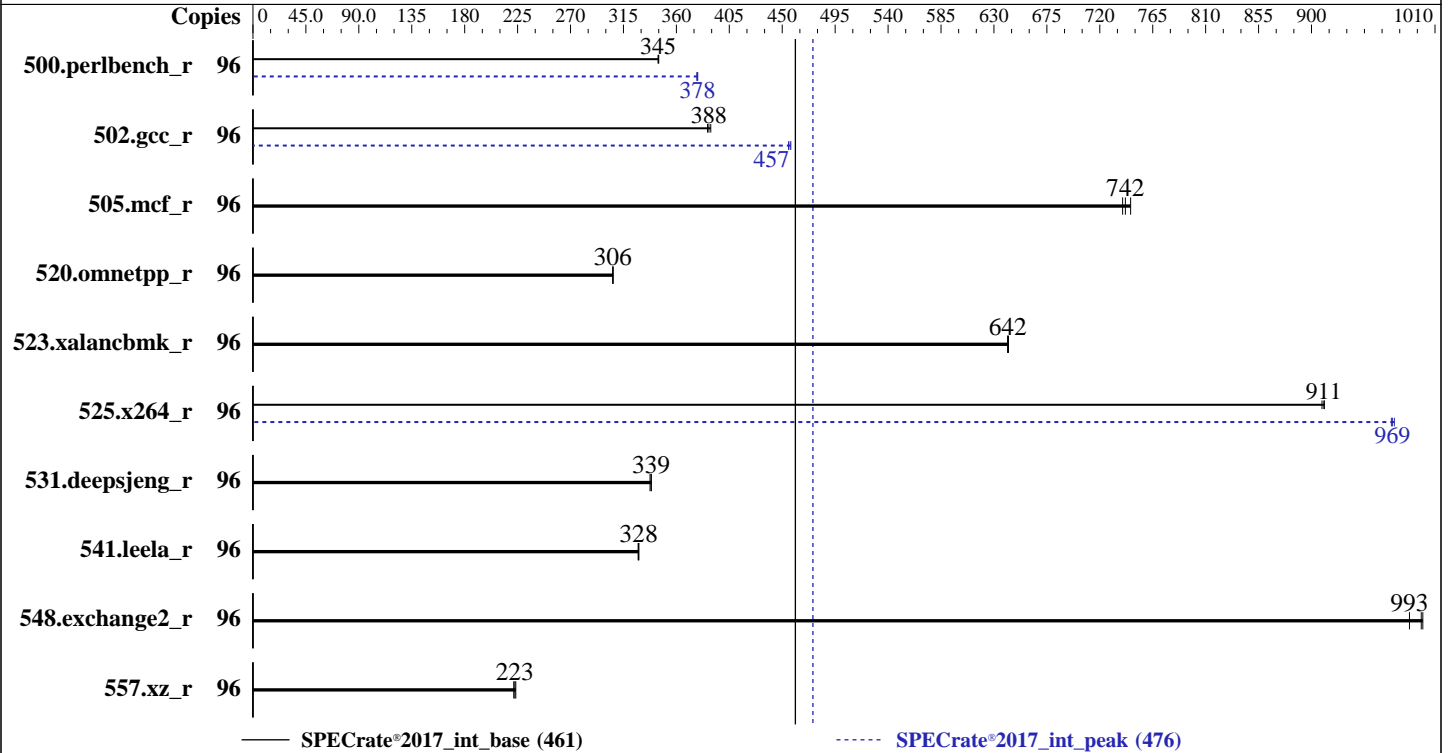 Copies 0 45.0 90.0 135 180 225 270 315 360 405 450 495 540 585 630 675 720 765 810 855 900 1010
500.perlbench_r 96 345
378
502.gcc_r 96 388
457
505.mcf_r 96 742
520.omnetpp_r 96 306
523.xalancbmk_r 96 642
525.x264_r 96 911
969
531.deepsjeng_r 96 339
541.leela_r 96 328
548.exchange2_r 96 993
557.xz_r 96 223
SPECrate®2017_int_base (461) SPECrate®2017_int_peak (476)